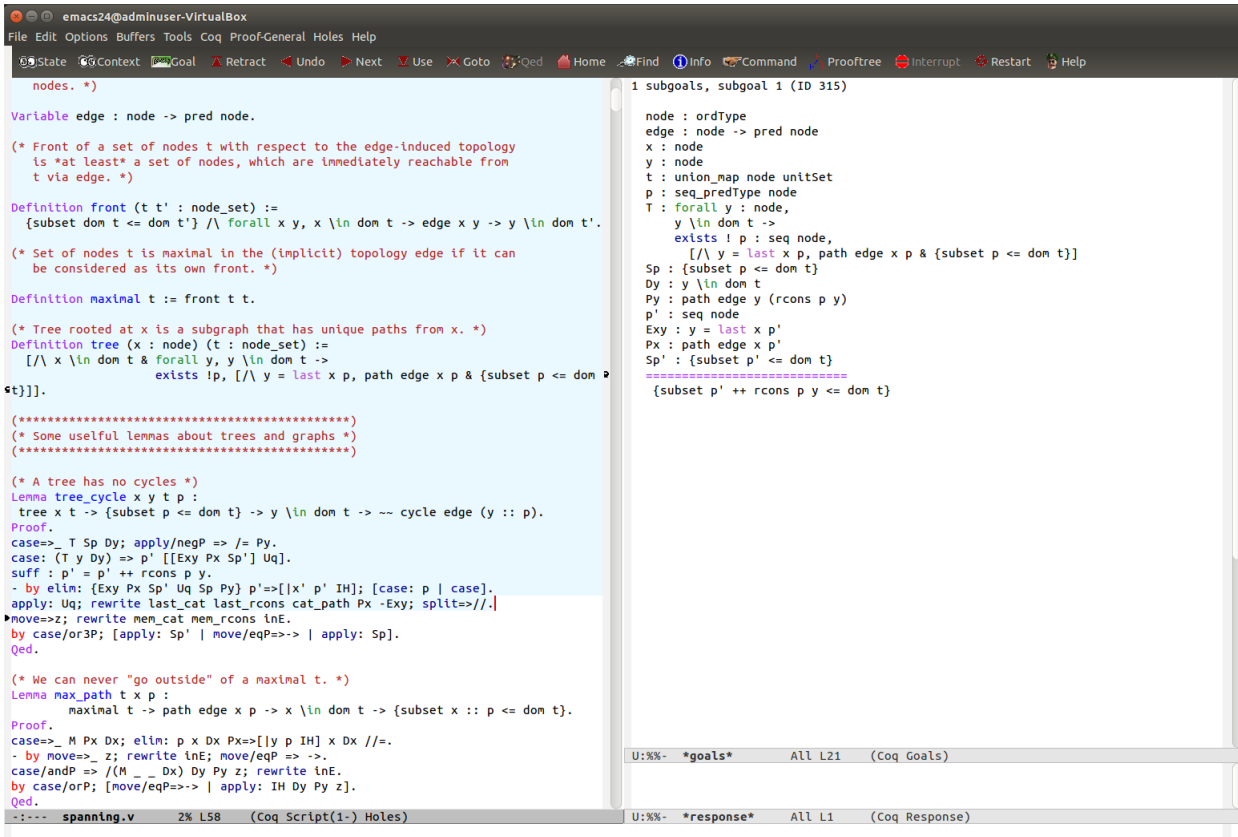 emacs24@adminuser-VirtualBox
File Edit Options Buffers Tools Coq Proof-General Holes Help
State Context Goal Retract Undo Next Use Goto Qed Home Find Info Command Prooftree Interrupt Restart Help
nodes. *)
Variable edge : node -> pred node.
(* Front of a set of nodes t with respect to the edge-induced topology
is *at least* a set of nodes, which are immediately reachable from
t via edge. *)
Definition front (t t' : node_set) :=
{subset dom t <= dom t'} /\ forall x y, x \in dom t -> edge x y -> y \in dom t'.
(* Set of nodes t is maximal in the (implicit) topology edge if it can
be considered as its own front. *)
Definition maximal t := front t t.
(* Tree rooted at x is a subgraph that has unique paths from x. *)
Definition tree (x : node) (t : node_set) :=
[/\ x \in dom t & forall y, y \in dom t ->
exists !p, [/\ y = last x p, path edge x p & {subset p <= dom
t}]].
(**********************************************)
(* Some uselful lemmas about trees and graphs *)
(**********************************************)
(* A tree has no cycles *)
Lemma tree_cycle x y t p :
tree x t -> {subset p <= dom t} -> y \in dom t -> ~~ cycle edge (y :: p).
Proof.
case=>_ T Sp Dy; apply/negP => /= Py.
case: (T y Dy) => p' [[Exy Px Sp'] Uq].
suff : p' = p' ++ rcons p y.
- by elim: {Exy Px Sp' Uq Sp Py} p'=>[|x' p' IH]; [case: p | case].
apply: Uq; rewrite last_cat last_rcons cat_path Px -Exy; split=>//.
move=>z; rewrite mem_cat mem_rcons inE.
by case/or3P; [apply: Sp' | move/eqP=>-> | apply: Sp].
Qed.
(* We can never "go outside" of a maximal t. *)
Lemma max_path t x p :
maximal t -> path edge x p -> x \in dom t -> {subset x :: p <= dom t}.
Proof.
case=>_ M Px Dx; elim: p x Dx Px=>[|y p IH] x Dx //=.
- by move=>_ z; rewrite inE; move/eqP => ->.
case/andP => /(M _ _ Dx) Dy Py z; rewrite inE.
by case/orP; [move/eqP=>-> | apply: IH Dy Py z].
Qed.
-:--- spanning.v 2% L58 (Coq Script(1-) Holes)
1 subgoals, subgoal 1 (ID 315)
node : ordType
edge : node -> pred node
x : node
y : node
t : union_map node unitSet
p : seq_predType node
T : forall y : node,
y \in dom t ->
exists ! p : seq node,
[/\ y = last x p, path edge x p & {subset p <= dom t}]
Sp : {subset p <= dom t}
Dy : y \in dom t
Py : path edge y (rcons p y)
p' : seq node
Exy : y = last x p'
Px : path edge x p'
Sp' : {subset p' <= dom t}
============================
{subset p' ++ rcons p y <= dom t}
U:%%- *goals* All L21 (Coq Goals)
U:%%- *response* All L1 (Coq Response)